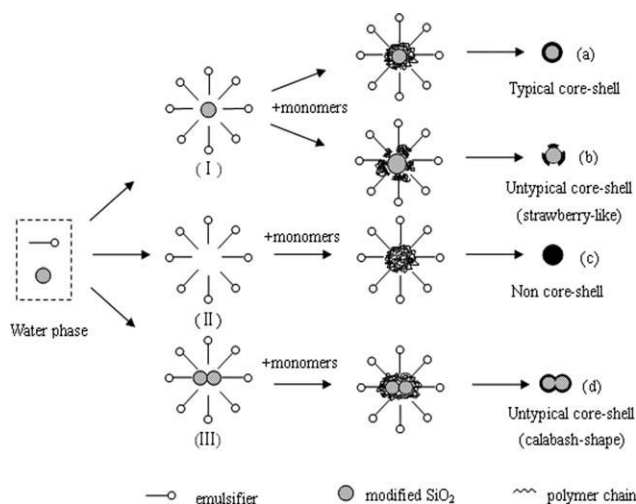 (a)
+monomers
Typical core-shell
( I )
(b)
Untypical core-shell
(strawberry-like)
+monomers
(c)
Water phase
( II )
Non core-shell
+monomers
(d)
(III)
Untypical core-shell
(calabash-shape)
emulsifier
modified SiO₂
polymer chain